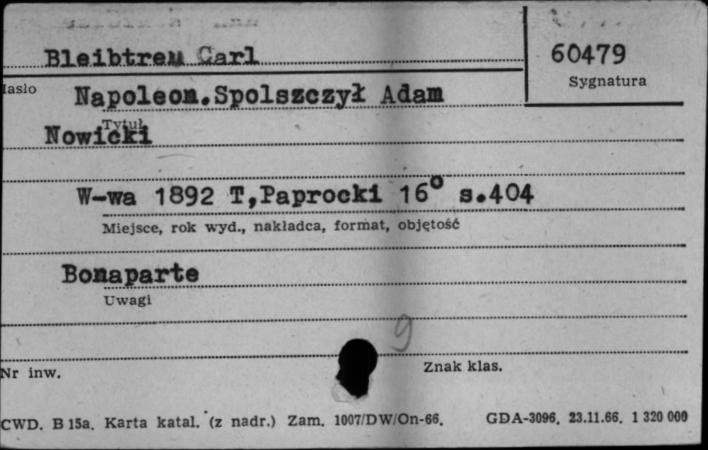 Bleibtreu Carl
60479
Sygnatura
Hasło
Napoleon.Spolszczył Adam
Tytuł
Nowicki
W-wa 1892 T,Paprocki 16° s.404
Miejsce, rok wyd., nakładca, format, objętość
Bonaparte
Uwagi
9
Nr inw.
Znak klas.
CWD. B 15a. Karta katal. (z nadr.) Zam. 1007/DW/On-66. GDA-3096. 23.11.66. 1 320 000